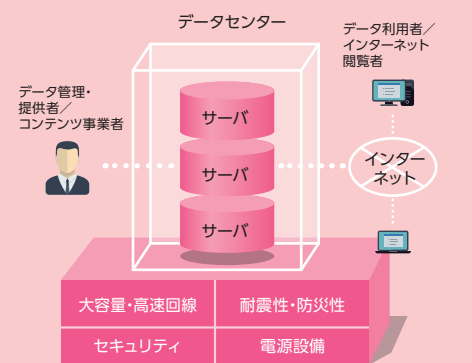 データセンター
データ利用者／
インターネット
閲覧者
データ管理・
提供者／
コンテンツ事業者
サーバ
サーバ
サーバ
インター
ネット
大容量・高速回線
耐震性・防災性
セキュリティ
電源設備